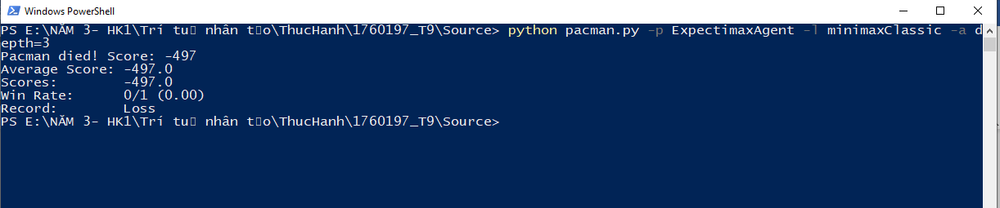 Windows PowerShell
PS E:\NĂM 3- HK1\Trí tu▯ nhân t▯o\ThucHanh\1760197_T9\Source> python pacman.py -p ExpectimaxAgent -l minimaxClassic -a d
epth=3
Pacman died! Score: -497
Average Score: -497.0
Scores:        -497.0
Win Rate:      0/1 (0.00)
Record:        Loss
PS E:\NĂM 3- HK1\Trí tu▯ nhân t▯o\ThucHanh\1760197_T9\Source>